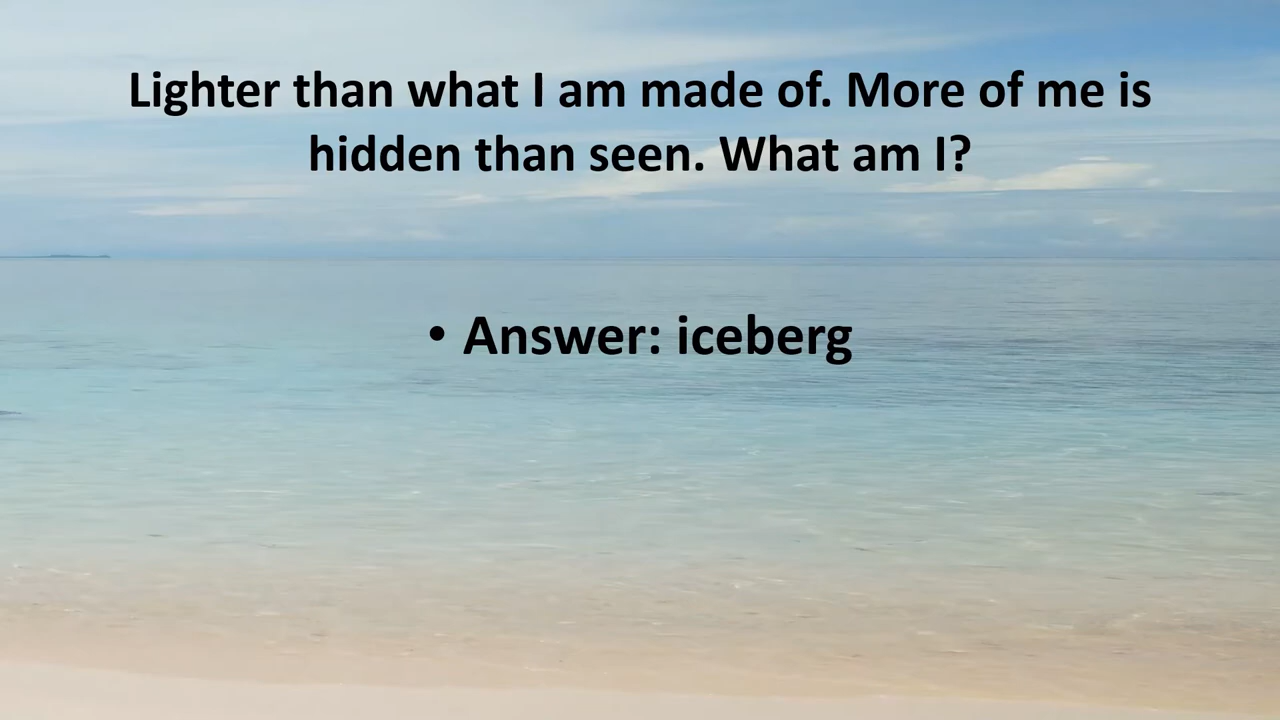 Lighter than what I am made of. More of me is
hidden than seen. What am I?
• Answer: iceberg